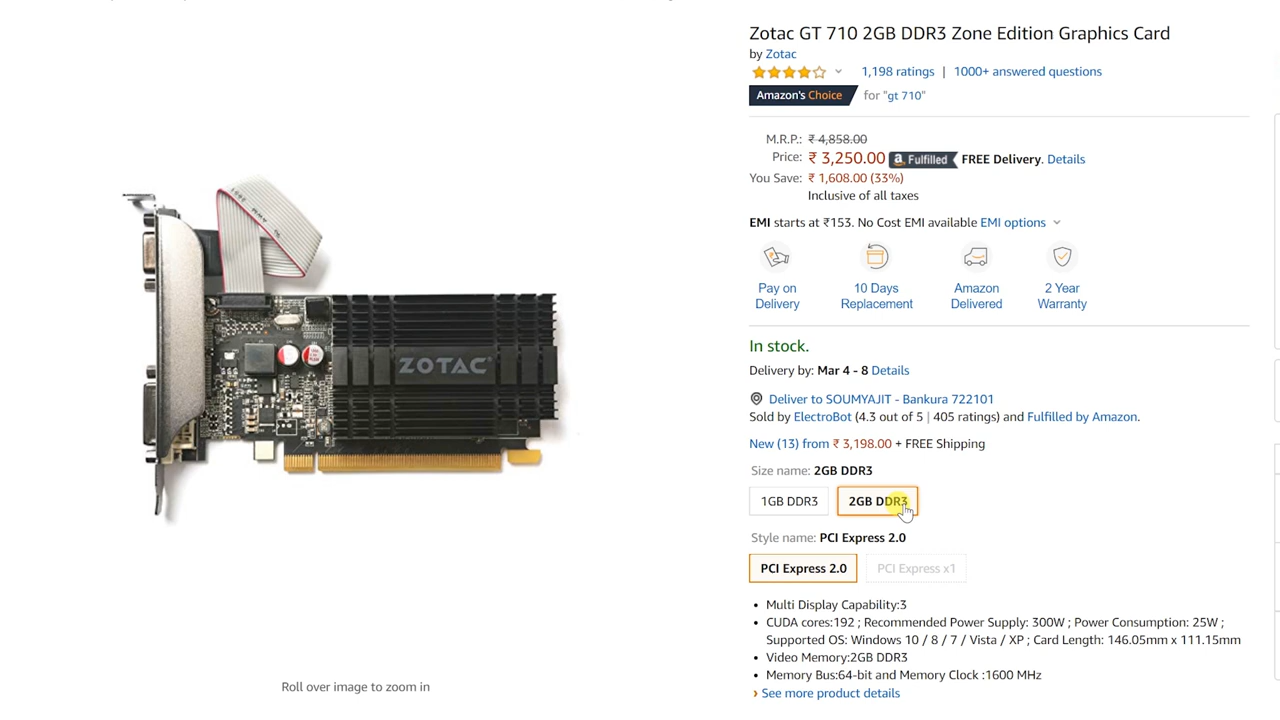 Zotac GT 710 2GB DDR3 Zone Edition Graphics Card
by Zotac
1,198 ratings | 1000+ answered questions
Amazon's Choice for "gt 710"
M.R.P.: ₹ 4,858.00
Price: ₹ 3,250.00 a Fulfilled FREE Delivery. Details
You Save: ₹ 1,608.00 (33%)
Inclusive of all taxes
EMI starts at ₹153. No Cost EMI available EMI options
Pay on Delivery
10 Days Replacement
Amazon Delivered
2 Year Warranty
In stock.
Delivery by: Mar 4 - 8 Details
Deliver to SOUMYAJIT - Bankura 722101
Sold by ElectroBot (4.3 out of 5 | 405 ratings) and Fulfilled by Amazon.
New (13) from ₹ 3,198.00 + FREE Shipping
Size name: 2GB DDR3
1GB DDR3 2GB DDR3
Style name: PCI Express 2.0
PCI Express 2.0 PCI Express x1
• Multi Display Capability:3
• CUDA cores:192 ; Recommended Power Supply: 300W ; Power Consumption: 25W ;
Supported OS: Windows 10 / 8 / 7 / Vista / XP ; Card Length: 146.05mm x 111.15mm
• Video Memory:2GB DDR3
• Memory Bus:64-bit and Memory Clock :1600 MHz
› See more product details
ZOTAC
Roll over image to zoom in